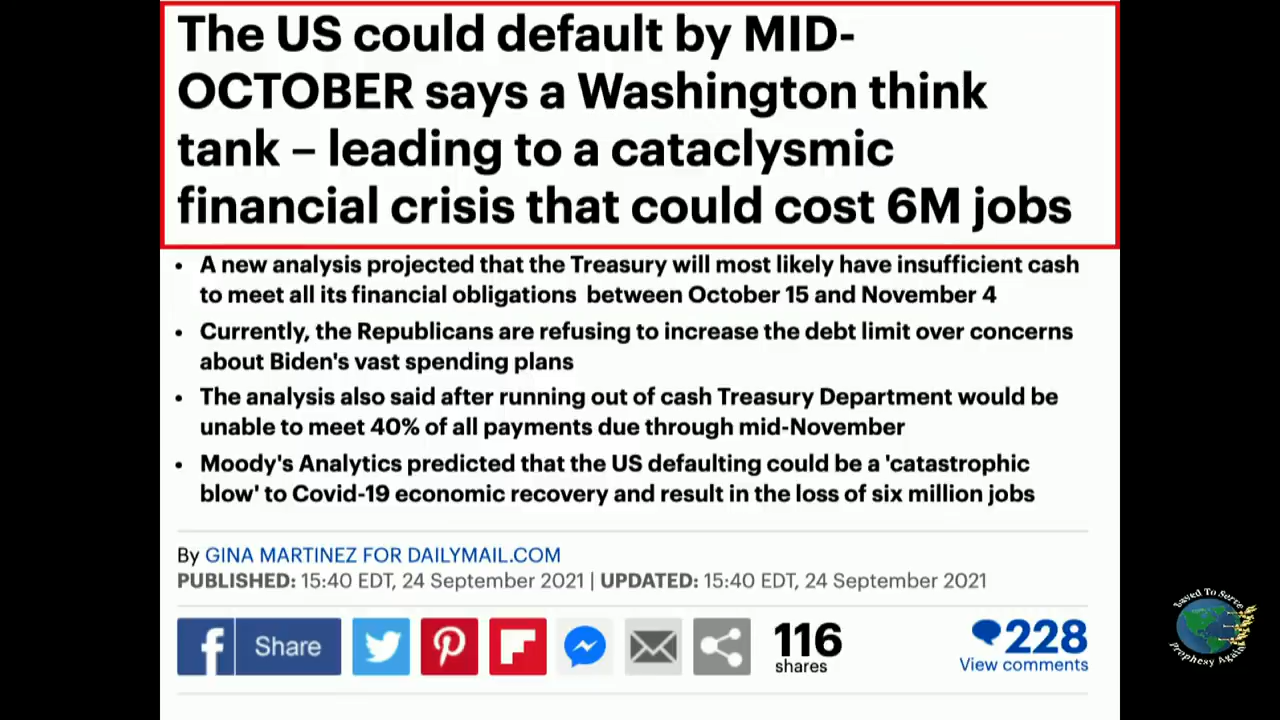 The US could default by MID-
OCTOBER says a Washington think
tank – leading to a cataclysmic
financial crisis that could cost 6M jobs
• A new analysis projected that the Treasury will most likely have insufficient cash
to meet all its financial obligations between October 15 and November 4
• Currently, the Republicans are refusing to increase the debt limit over concerns
about Biden's vast spending plans
• The analysis also said after running out of cash Treasury Department would be
unable to meet 40% of all payments due through mid-November
• Moody's Analytics predicted that the US defaulting could be a 'catastrophic
blow' to Covid-19 economic recovery and result in the loss of six million jobs
By GINA MARTINEZ FOR DAILYMAIL.COM
PUBLISHED: 15:40 EDT, 24 September 2021 | UPDATED: 15:40 EDT, 24 September 2021
f Share
116
shares
228
View comments
To Serve
Prophesy Again